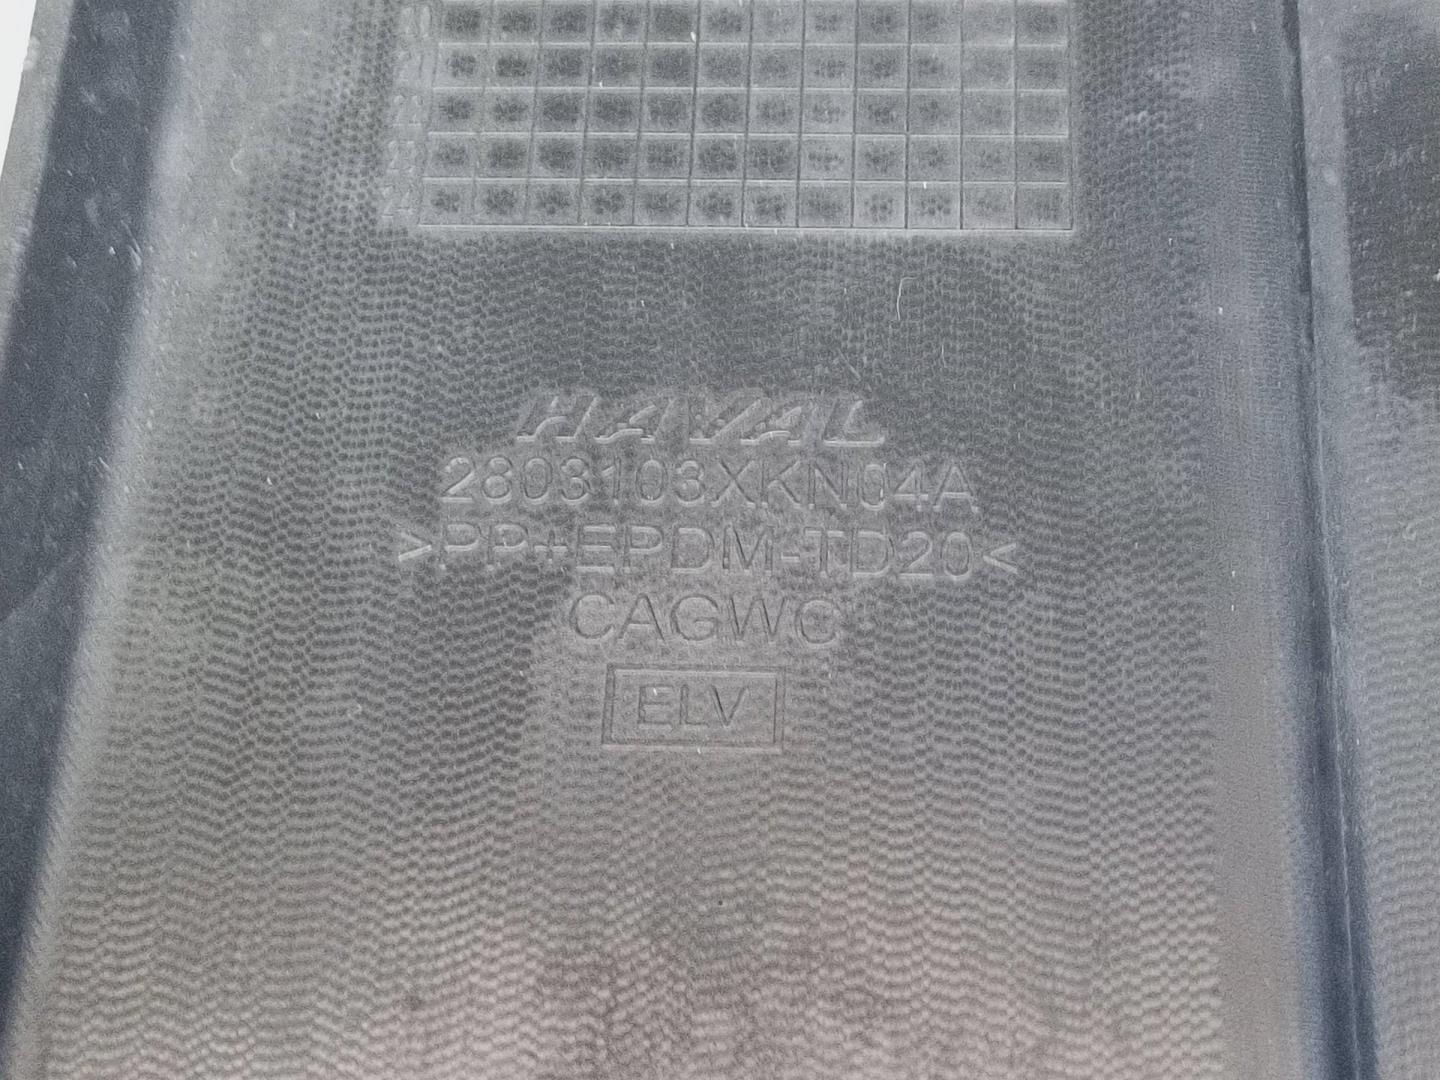 HAVAL
2803103XKN04A
>PP+EPDM-TD20<
CAGWC
ELV